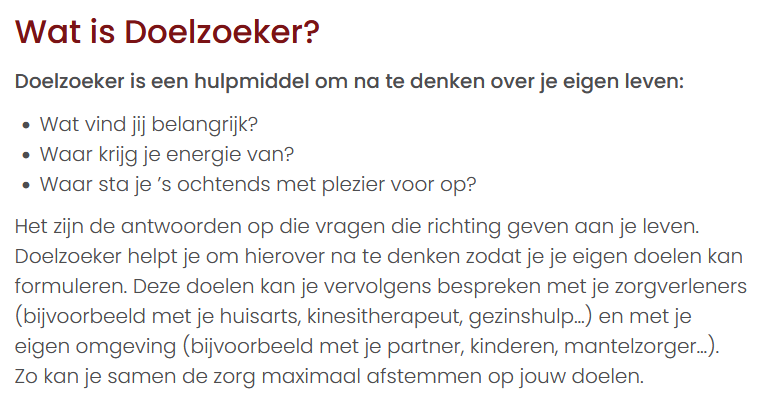 Wat is Doelzoeker?
Doelzoeker is een hulpmiddel om na te denken over je eigen leven:
• Wat vind jij belangrijk?
• Waar krijg je energie van?
• Waar sta je ’s ochtends met plezier voor op?
Het zijn de antwoorden op die vragen die richting geven aan je leven.
Doelzoeker helpt je om hierover na te denken zodat je je eigen doelen kan
formuleren. Deze doelen kan je vervolgens bespreken met je zorgverleners
(bijvoorbeeld met je huisarts, kinesitherapeut, gezinshulp…) en met je
eigen omgeving (bijvoorbeeld met je partner, kinderen, mantelzorger…).
Zo kan je samen de zorg maximaal afstemmen op jouw doelen.